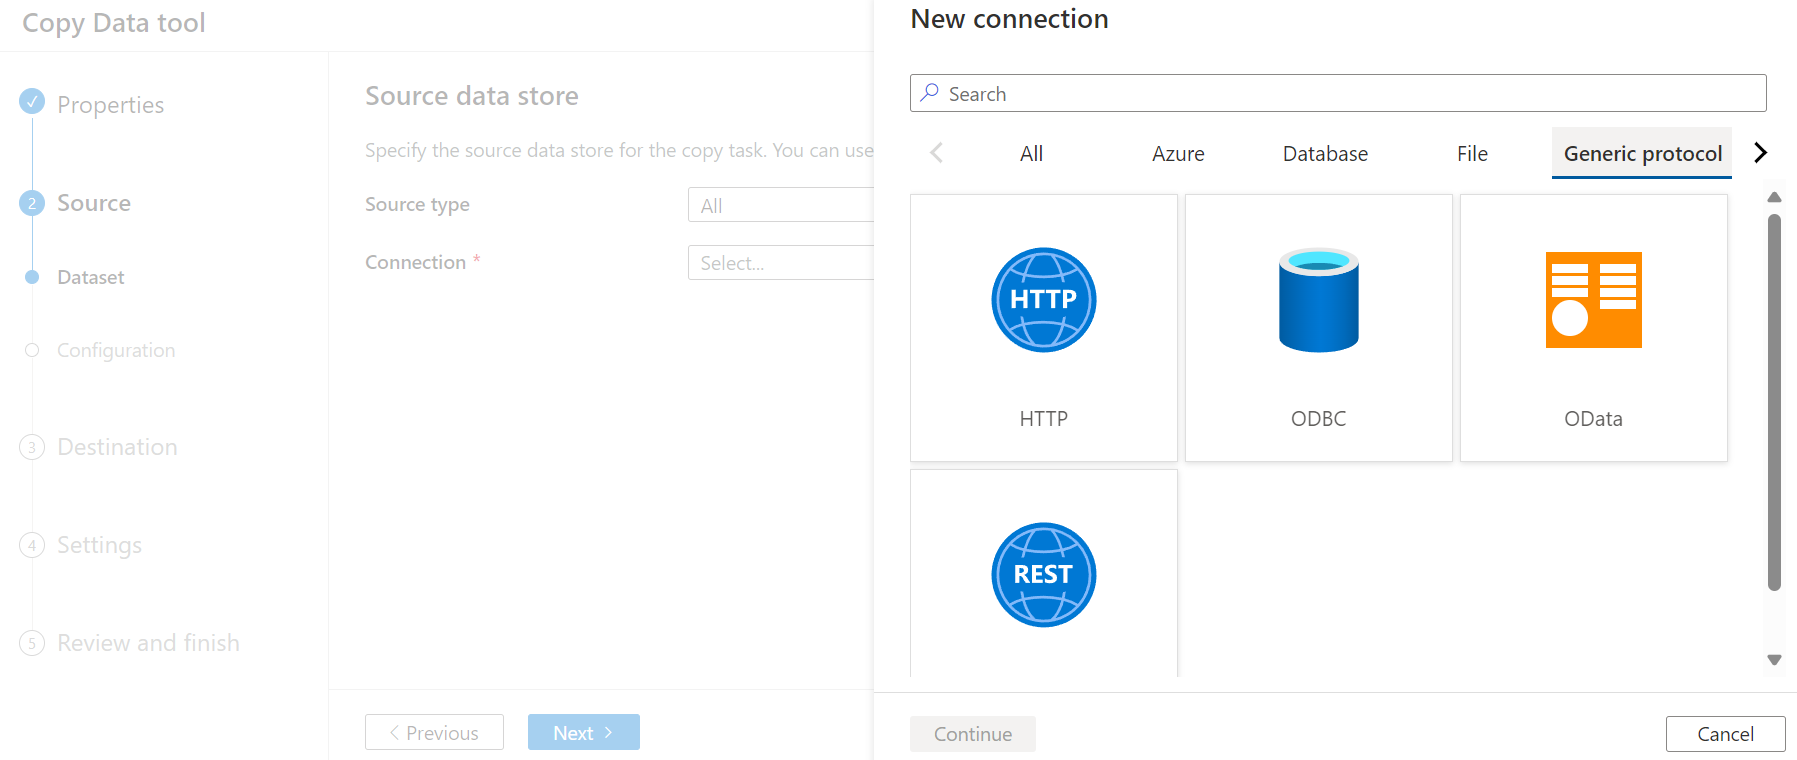 Copy Data tool
Properties
2 Source
Dataset
Configuration
3 Destination
4 Settings
5 Review and finish
Source data store
Specify the source data store for the copy task. You can use
Source type All
Connection * Select...
Previous Next
New connection
Search
All Azure Database File Generic protocol
HTTP
HTTP
ODBC
OData
REST
Continue Cancel